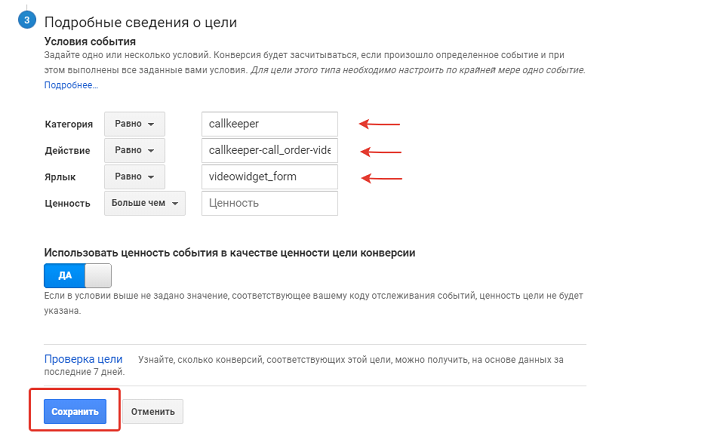 3 Подробные сведения о цели
Условия события
Задайте одно или несколько условий. Конверсия будет засчитываться, если произошло определенное событие и при
этом выполнены все заданные вами условия. Для цели этого типа необходимо настроить по крайней мере одно событие.
Подробнее…
Категория Равно callkeeper
Действие Равно callkeeper-call_order-vide
Ярлык Равно videowidget_form
Ценность Больше чем Ценность
Использовать ценность события в качестве ценности цели конверсии
ДА
Если в условии выше не задано значение, соответствующее вашему коду отслеживания событий, ценность цели не будет
указана.
Проверка цели Узнайте, сколько конверсий, соответствующих этой цели, можно получить, на основе данных за
последние 7 дней.
Сохранить Отменить